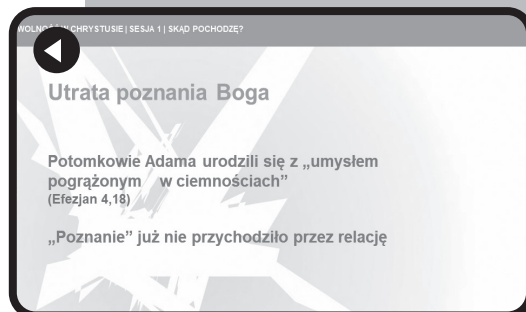 WOLNOŚĆ W CHRYSTUSIE | SESJA 1 | SKĄD POCHODZĘ?
Utrata poznania Boga
Potomkowie Adama urodzili się z „umysłem
pogrążonym w ciemnościach”
(Efezjan 4,18)
„Poznanie” już nie przychodziło przez relację